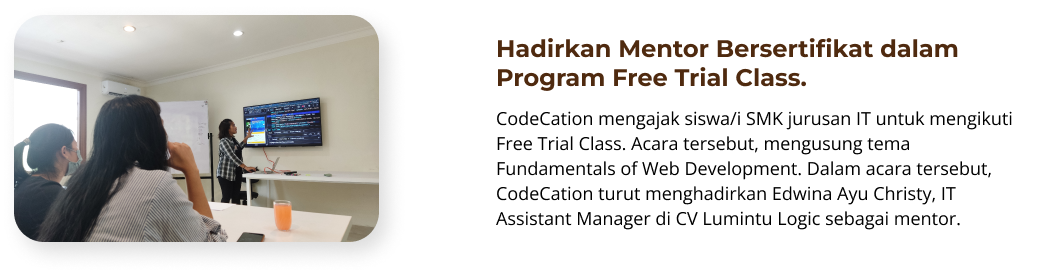 Hadirkan Mentor Bersertifikat dalam
Program Free Trial Class.
CodeCation mengajak siswa/i SMK jurusan IT untuk mengikuti
Free Trial Class. Acara tersebut, mengusung tema
Fundamentals of Web Development. Dalam acara tersebut,
CodeCation turut menghadirkan Edwina Ayu Christy, IT
Assistant Manager di CV Lumintu Logic sebagai mentor.